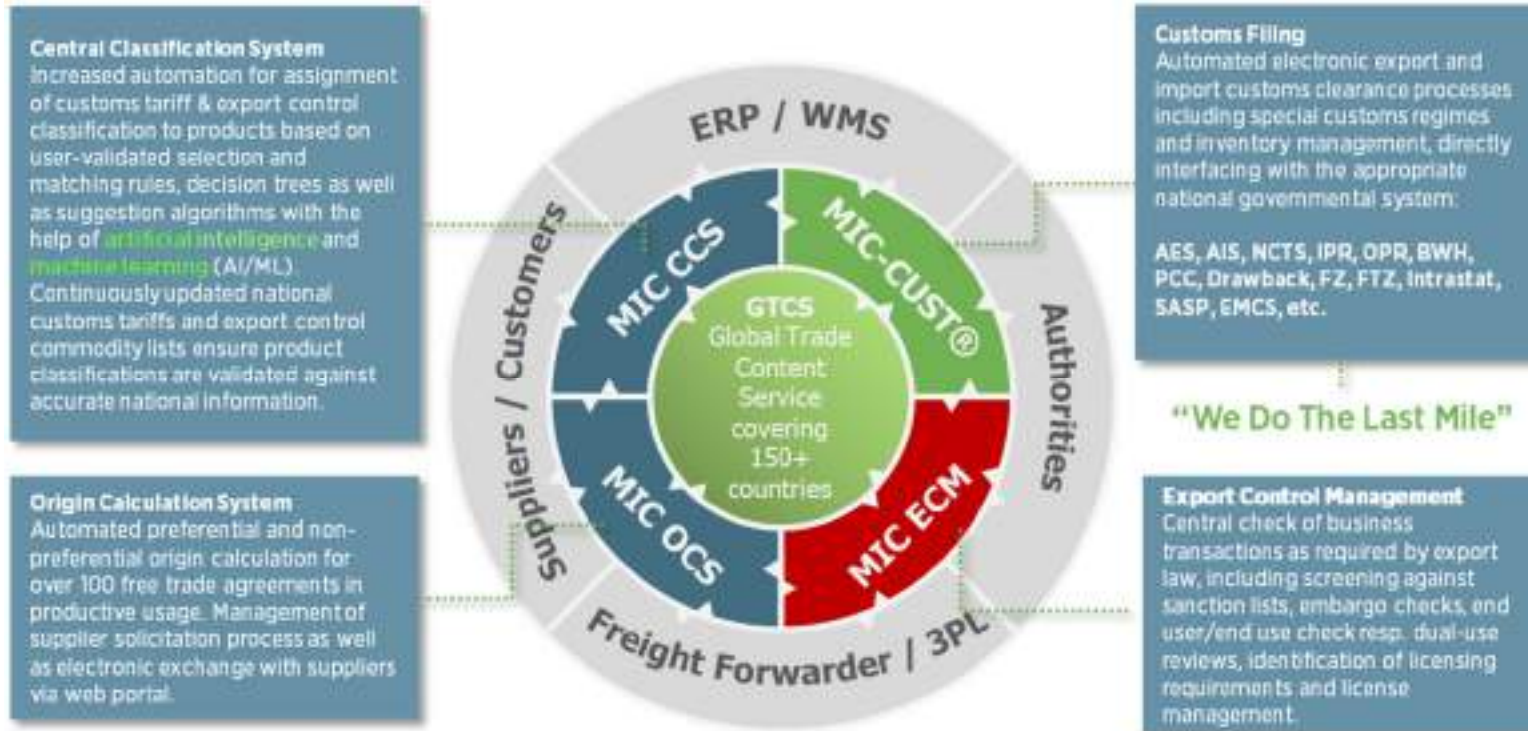 Central Classification System
Increased automation for assignment
of customs tariff & export control
classification to products based on
user-validated selection and
matching rules, decision trees as well
as suggestion algorithms with the
help of artificial intelligence and
machine learning (AI/ML).
Continuously updated national
customs tariffs and export control
commodity lists ensure product
classifications are validated against
accurate national information.
Origin Calculation System
Automated preferential and non-
preferential origin calculation for
over 100 free trade agreements in
productive usage. Management of
supplier solicitation process as well
as electronic exchange with suppliers
via web portal.
ERP / WMS
Suppliers / Customers
Authorities
Freight Forwarder / 3PL
MIC CCS
MIC-CUST®
MIC OCS
MIC ECM
GTCS
Global Trade
Content
Service
covering
150+
countries
Customs Filing
Automated electronic export and
import customs clearance processes
including special customs regimes
and inventory management, directly
interfacing with the appropriate
national governmental system:
AES, AIS, NCTS, IPR, OPR, BWH,
PCC, Drawback, FZ, FTZ, Intrastat,
SASP, EMCS, etc.
“We Do The Last Mile”
Export Control Management
Central check of business
transactions as required by export
law, including screening against
sanction lists, embargo checks, end
user/end use check resp. dual-use
reviews, identification of licensing
requirements and license
management.